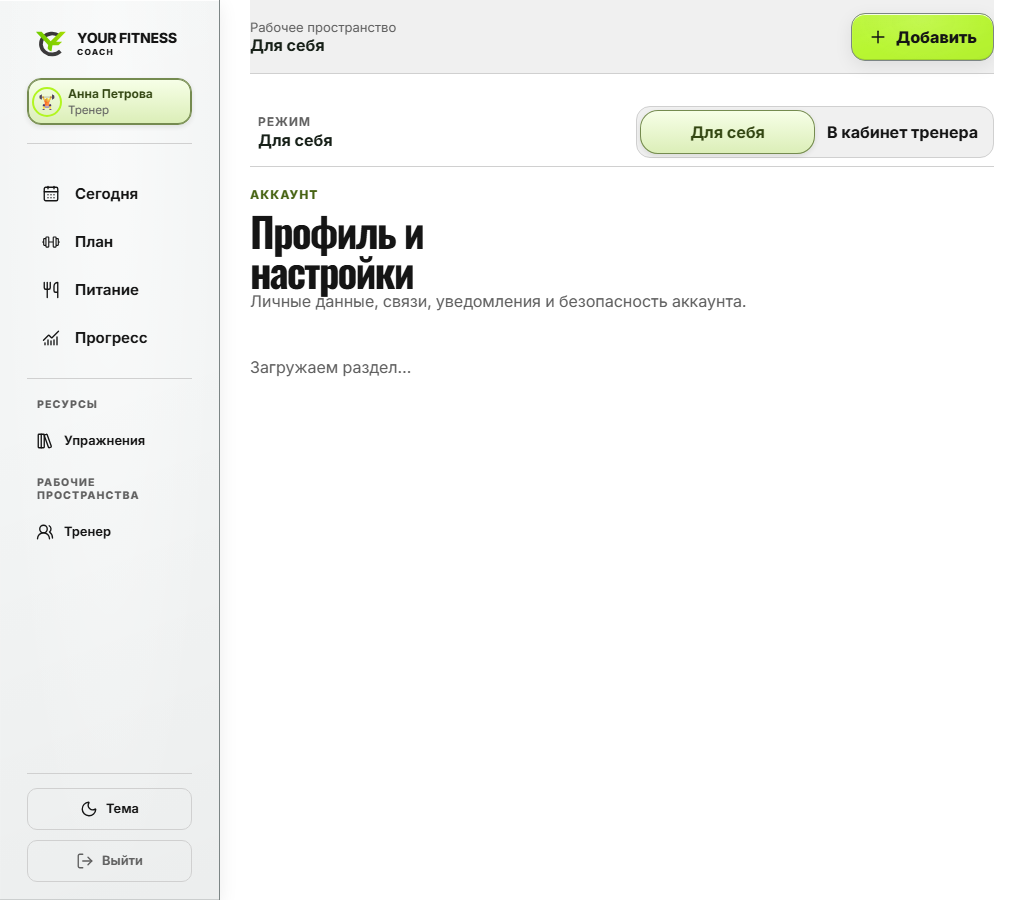 YOUR FITNESS
COACH
Анна Петрова
Тренер
Сегодня
План
Питание
Прогресс
РЕСУРСЫ
Упражнения
РАБОЧИЕ
ПРОСТРАНСТВА
Тренер
Тема
Выйти
Рабочее пространство
Для себя
+ Добавить
РЕЖИМ
Для себя
Для себя
В кабинет тренера
АККАУНТ
Профиль и
настройки
Личные данные, связи, уведомления и безопасность аккаунта.
Загружаем раздел...